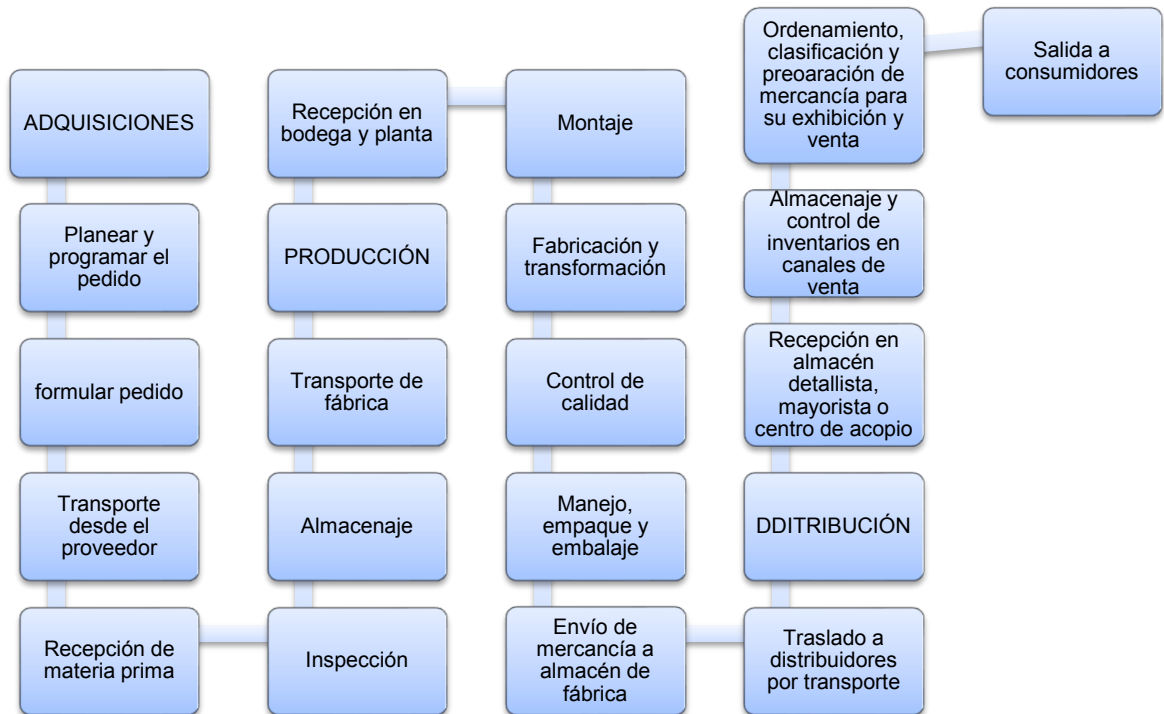 ADQUISICIONES
Planear y
programar el
pedido
formular pedido
Transporte
desde el
proveedor
Recepción de
materia prima
Inspección
Almacenaje
Transporte de
fábrica
PRODUCCIÓN
Recepción en
bodega y planta
Montaje
Fabricación y
transformación
Control de
calidad
Manejo,
empaque y
embalaje
Envío de
mercancía a
almacén de
fábrica
Traslado a
distribuidores
por transporte
DDITRIBUCIÓN
Recepción en
almacén
detallista,
mayorista o
centro de acopio
Almacenaje y
control de
inventarios en
canales de
venta
Ordenamiento,
clasificación y
preoaración de
mercancía para
su exhibición y
venta
Salida a
consumidores